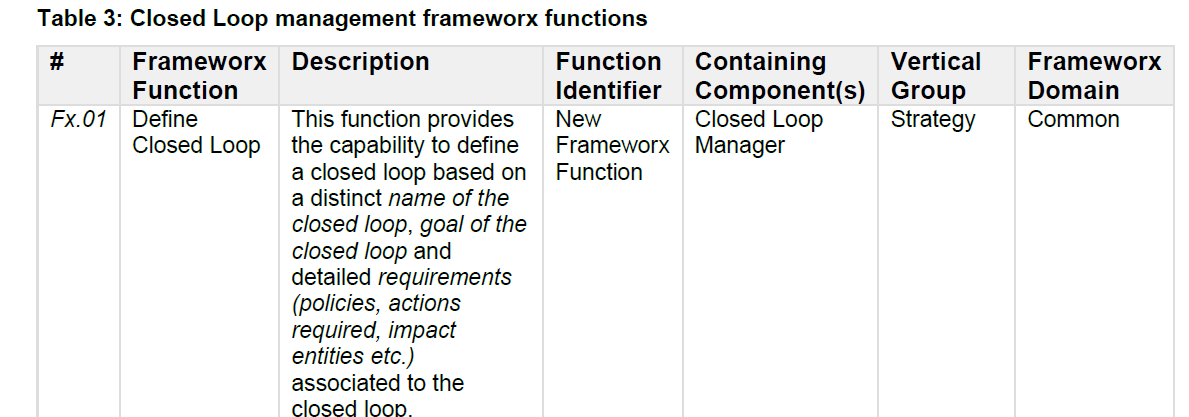 Table 3: Closed Loop management frameworx functions
# Frameworx Function Description Function Identifier Containing Component(s) Vertical Group Frameworx Domain
Fx.01
Define
Closed Loop
This function provides
the capability to define
a closed loop based on
a distinct name of the
closed loop, goal of the
closed loop and
detailed requirements
(policies, actions
required, impact
entities etc.)
associated to the
closed loop.
New
Frameworx
Function
Closed Loop
Manager
Strategy
Common